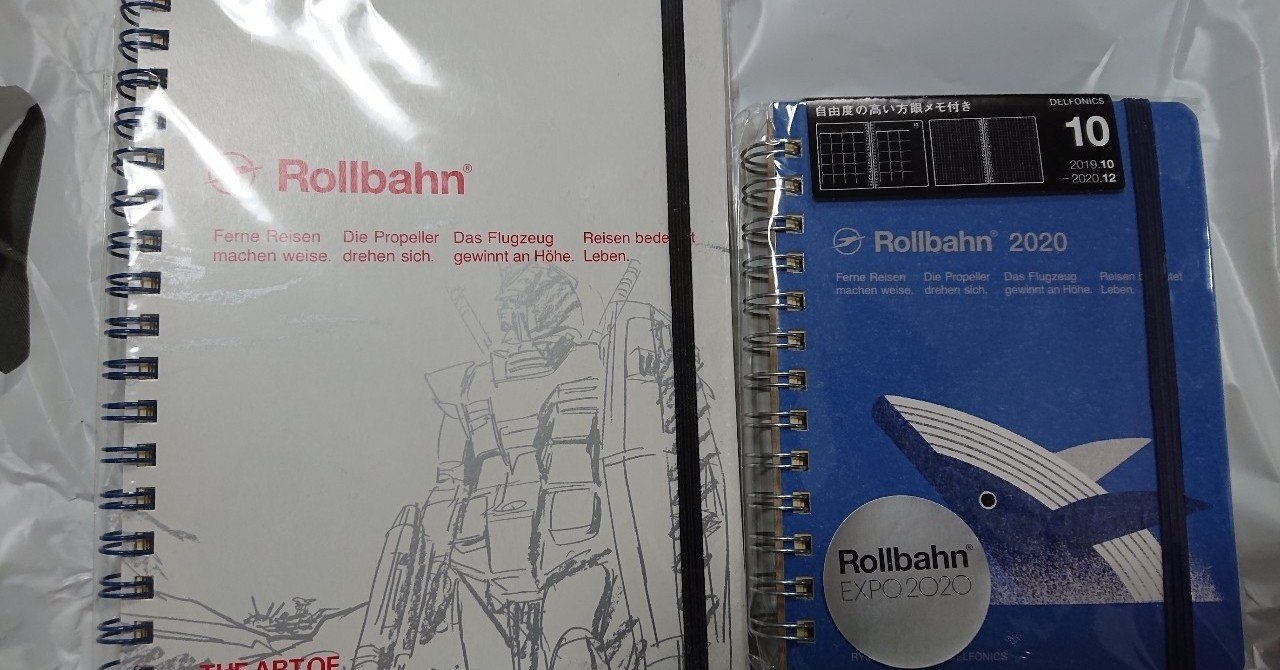 Rollbahn®
Ferne Reisen Die Propeller Das Flugzeug Reisen
machen weise. drehen sich. gewinnt an Höhe. Leben.
THE ART OF
自由度の高い方眼メモ付き
DELFONICS
10
2019.10
-2020.12
Rollbahn® 2020
Ferne Reisen Die Propeller Das Flugzeug Reisen
machen weise. drehen sich. gewinnt an Höhe. Leben.
Rollbahn®
EXPO2020
DELFONICS